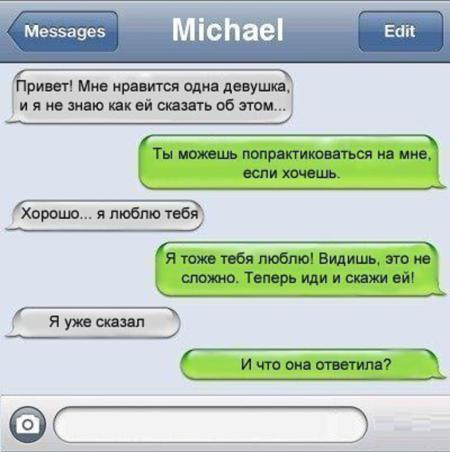 Messages
Michael
Edit
Привет! Мне нравится одна девушка,
и я не знаю как ей сказать об этом...
Ты можешь попрактиковаться на мне,
если хочешь.
Хорошо... я люблю тебя
Я тоже тебя люблю! Видишь, это не
сложно. Теперь иди и скажи ей!
Я уже сказал
И что она ответила?